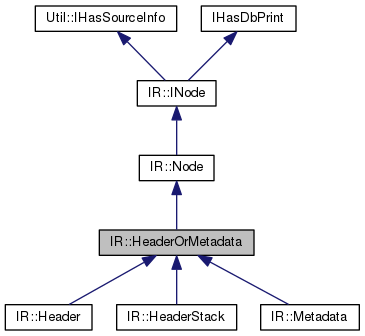 Util::IHasSourceInfo IHasDbPrint
IR::INode
IR::Node
IR::HeaderOrMetadata
IR::Header IR::HeaderStack IR::Metadata